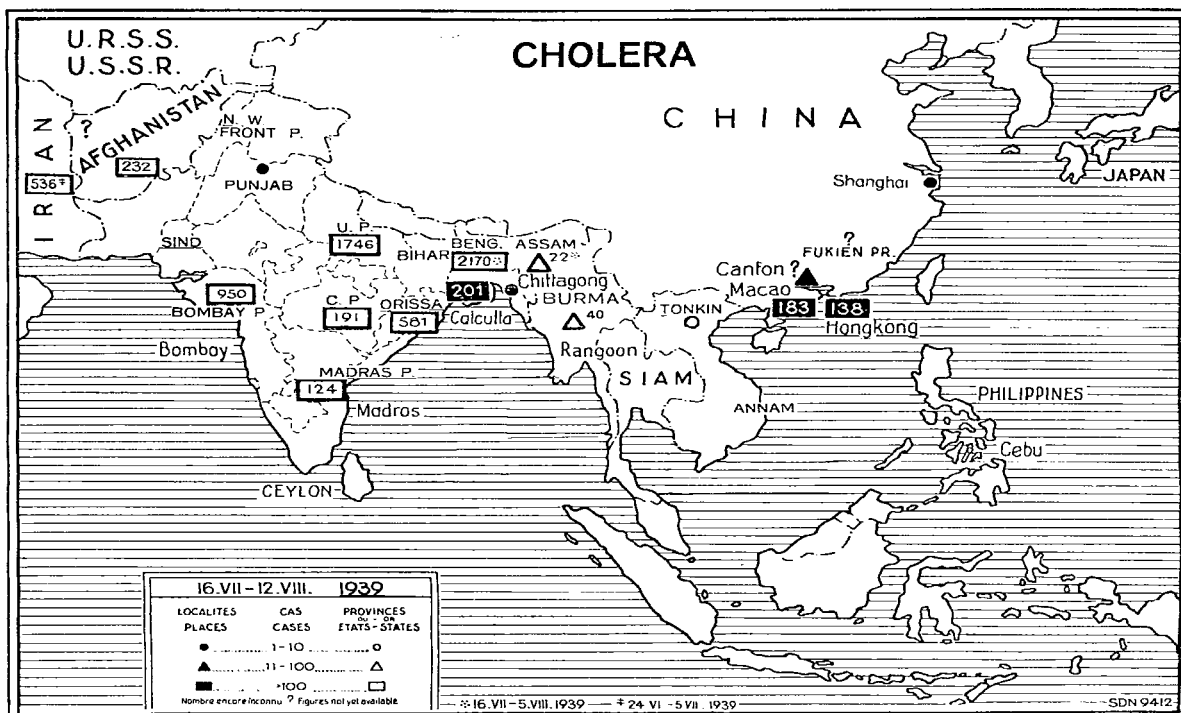 U.R.S.S.
U.S.S.R.
CHOLERA
CHINA
IRAN
AFGHANISTAN
?
N. W.
FRONT P.
536‡
232
PUNJAB
SIND
U. P.
1746
BIHAR
BENG.
2170※
ASSAM
22※
Chittagong
201
Calcutta
BURMA
40
Rangoon
950
BOMBAY P.
Bombay
C. P.
191
ORISSA
581
MADRAS P.
124
Madras
CEYLON
TONKIN
SIAM
ANNAM
Shanghai
JAPAN
?
FUKIEN PR.
Canton ?
Macao
183
138
Hongkong
PHILIPPINES
Cebu
16.VII-12.VIII. 1939
LOCALITÉS CAS PROVINCES
OU - OR
PLACES CASES ÉTATS-STATES
1-10
11-100
>100
Nombre encore inconnu ? Figures not yet available
※16.VII-5.VIII.1939 ‡ 24 VI -5VII.1939
SDN 9412